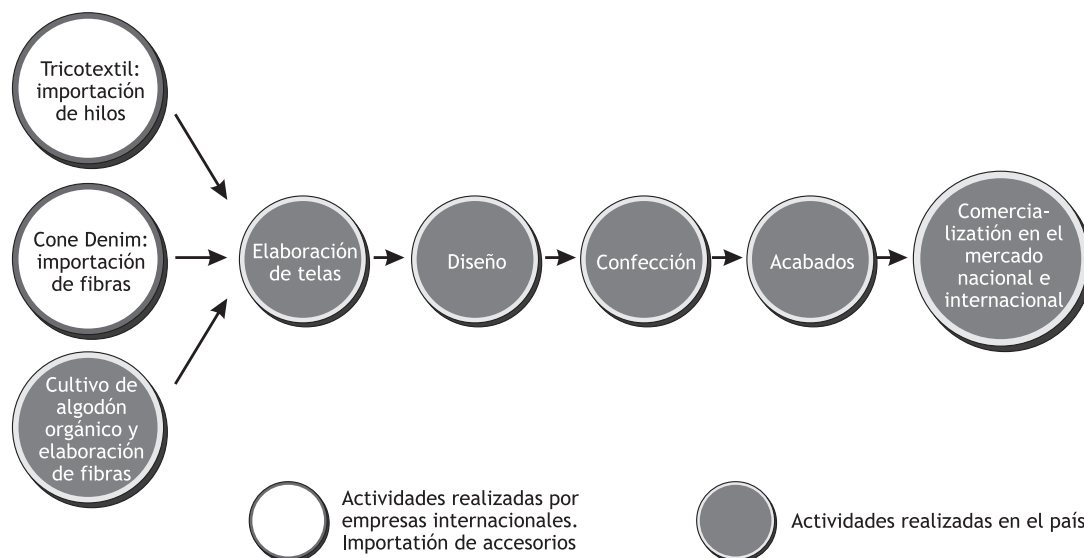 Tricotextil:
importación
de hilos
Cone Denim:
importación
de fibras
Cultivo de
algodón
orgánico y
elaboración
de fibras
Elaboración
de telas
Diseño
Confección
Acabados
Comercia-
lizatión en el
mercado
nacional e
internacional
Actividades realizadas por
empresas internacionales.
Importatión de accesorios
Actividades realizadas en el país